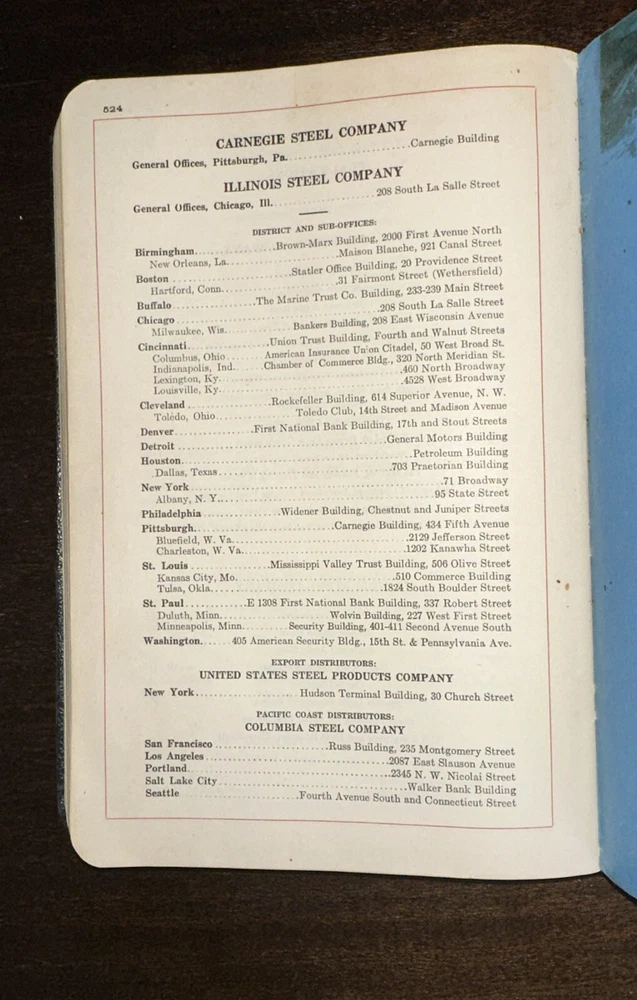 524
CARNEGIE STEEL COMPANY
General Offices, Pittsburgh, Pa. Carnegie Building
ILLINOIS STEEL COMPANY
General Offices, Chicago, Ill. 208 South La Salle Street
DISTRICT AND SUB-OFFICES:
Birmingham Brown-Marx Building, 2000 First Avenue North
New Orleans, La. Maison Blanche, 921 Canal Street
Boston Statler Office Building, 20 Providence Street
Hartford, Conn. 31 Fairmont Street (Wethersfield)
Buffalo The Marine Trust Co. Building, 233-239 Main Street
Chicago 208 South La Salle Street
Milwaukee, Wis. Bankers Building, 208 East Wisconsin Avenue
Cincinnati Union Trust Building, Fourth and Walnut Streets
Columbus, Ohio American Insurance Union Citadel, 50 West Broad St.
Indianapolis, Ind. Chamber of Commerce Bldg., 320 North Meridian St.
Lexington, Ky. 460 North Broadway
Louisville, Ky. 4528 West Broadway
Cleveland Rockefeller Building, 614 Superior Avenue, N. W.
Toledo, Ohio Toledo Club, 14th Street and Madison Avenue
Denver First National Bank Building, 17th and Stout Streets
Detroit General Motors Building
Houston Petroleum Building
Dallas, Texas 703 Praetorian Building
New York 71 Broadway
Albany, N. Y. 95 State Street
Philadelphia Widener Building, Chestnut and Juniper Streets
Pittsburgh Carnegie Building, 434 Fifth Avenue
Bluefield, W. Va. 2129 Jefferson Street
Charleston, W. Va. 1202 Kanawha Street
St. Louis Mississippi Valley Trust Building, 506 Olive Street
Kansas City, Mo. 510 Commerce Building
Tulsa, Okla. 1824 South Boulder Street
St. Paul E 1308 First National Bank Building, 337 Robert Street
Duluth, Minn. Wolvin Building, 227 West First Street
Minneapolis, Minn. Security Building, 401-411 Second Avenue South
Washington 405 American Security Bldg., 15th St. & Pennsylvania Ave.
EXPORT DISTRIBUTORS:
UNITED STATES STEEL PRODUCTS COMPANY
New York Hudson Terminal Building, 30 Church Street
PACIFIC COAST DISTRIBUTORS:
COLUMBIA STEEL COMPANY
San Francisco Russ Building, 235 Montgomery Street
Los Angeles 2087 East Slauson Avenue
Portland 2345 N. W. Nicolai Street
Salt Lake City Walker Bank Building
Seattle Fourth Avenue South and Connecticut Street